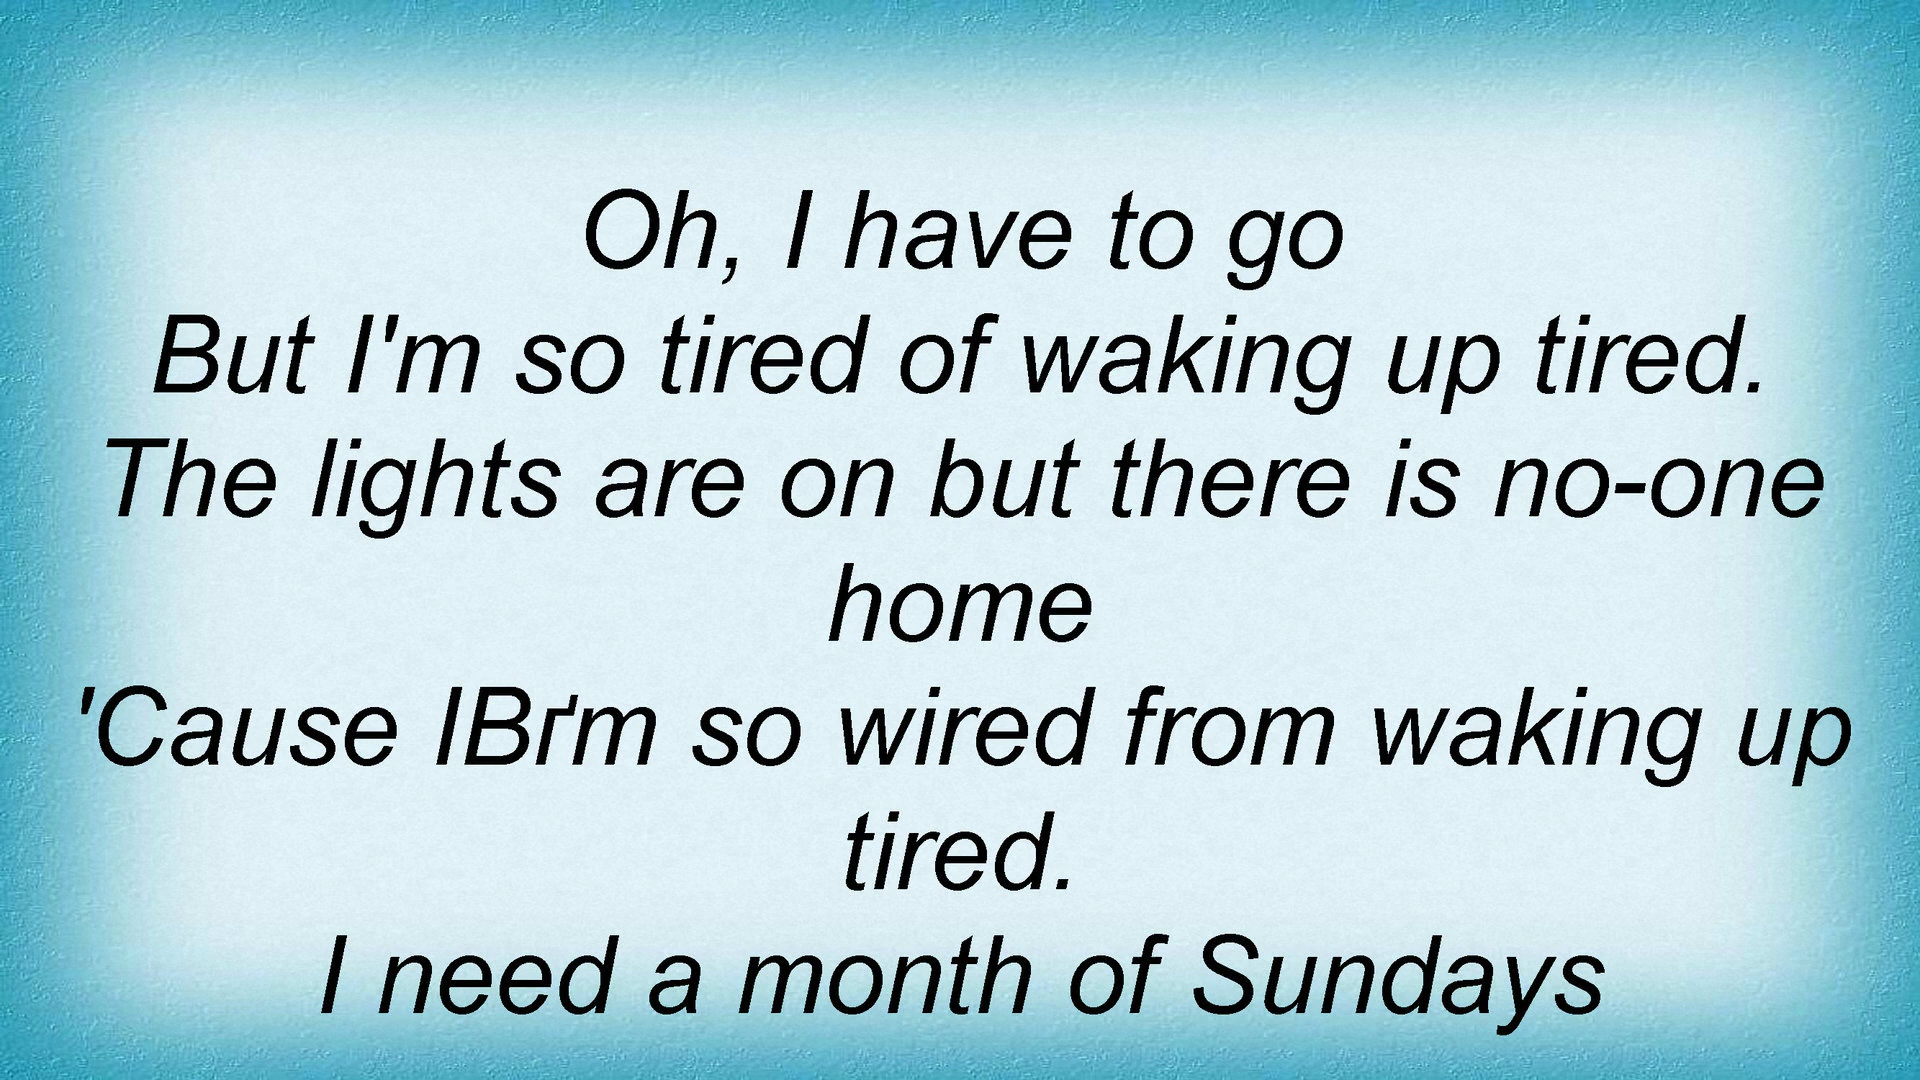 Oh, I have to go
But I'm so tired of waking up tired.
The lights are on but there is no-one
home
'Cause IBґm so wired from waking up
tired.
I need a month of Sundays